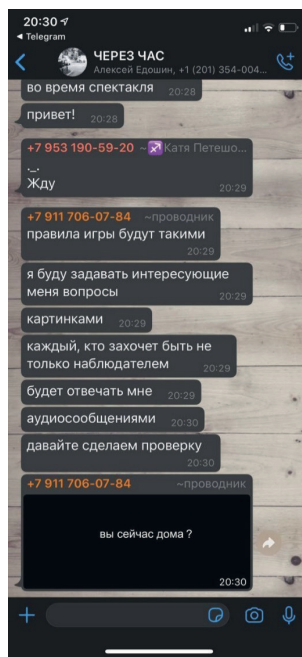 20:30
Telegram
ЧЕРЕЗ ЧАС
Алексей Едошин, +1 (201) 354-004...
во время спектакля 20:28
привет! 20:28
+7 953 190-59-20 ~♐Катя Петешо...
._.
Жду
20:29
+7 911 706-07-84 ~проводник
правила игры будут такими
20:29
я буду задавать интересующие
меня вопросы 20:29
картинками 20:29
каждый, кто захочет быть не
только наблюдателем 20:29
будет отвечать мне 20:29
аудиосообщениями 20:30
давайте сделаем проверку
20:30
+7 911 706-07-84 ~проводник
вы сейчас дома ?
20:30